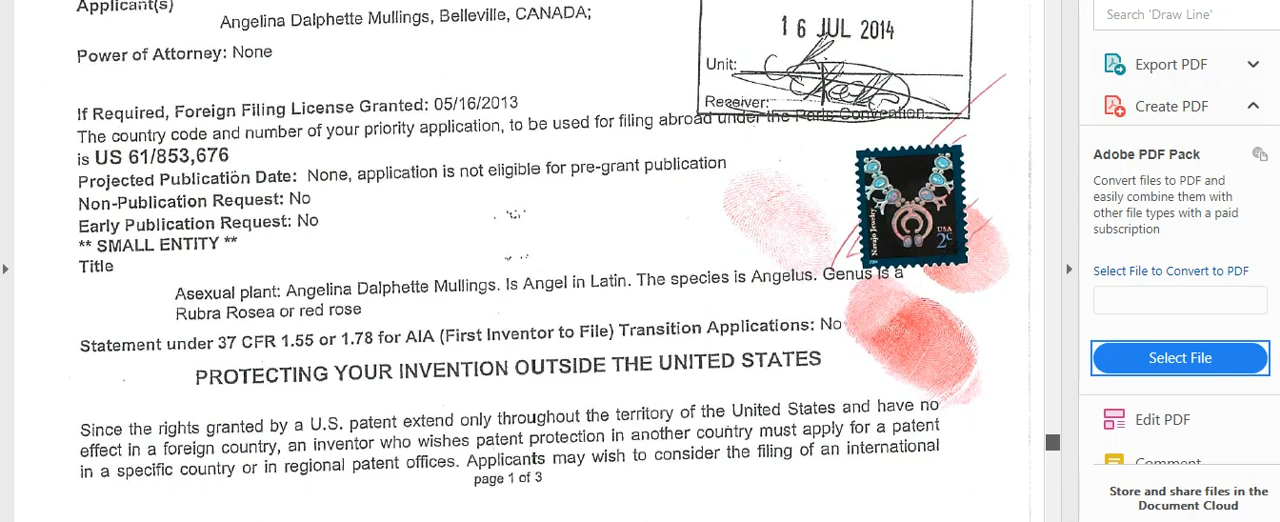 Applicant(s)
Angelina Dalphette Mullings, Belleville, CANADA;
Power of Attorney: None
16 JUL 2014
Unit:
Receiver:
If Required, Foreign Filing License Granted: 05/16/2013
The country code and number of your priority application, to be used for filing abroad under the Paris Convention,
is US 61/853,676
Projected Publication Date: None, application is not eligible for pre-grant publication
Non-Publication Request: No
Early Publication Request: No
** SMALL ENTITY **
Title
Asexual plant: Angelina Dalphette Mullings. Is Angel in Latin. The species is Angelus. Genus is a
Rubra Rosea or red rose
Statement under 37 CFR 1.55 or 1.78 for AIA (First Inventor to File) Transition Applications: No
PROTECTING YOUR INVENTION OUTSIDE THE UNITED STATES
Since the rights granted by a U.S. patent extend only throughout the territory of the United States and have no
effect in a foreign country, an inventor who wishes patent protection in another country must apply for a patent
in a specific country or in regional patent offices. Applicants may wish to consider the filing of an international
page 1 of 3
Navajo Jewelry
USA
2c
2004
Search 'Draw Line'
Export PDF
Create PDF
Adobe PDF Pack
Convert files to PDF and
easily combine them with
other file types with a paid
subscription
Select File to Convert to PDF
Select File
Edit PDF
Comment
Store and share files in the
Document Cloud